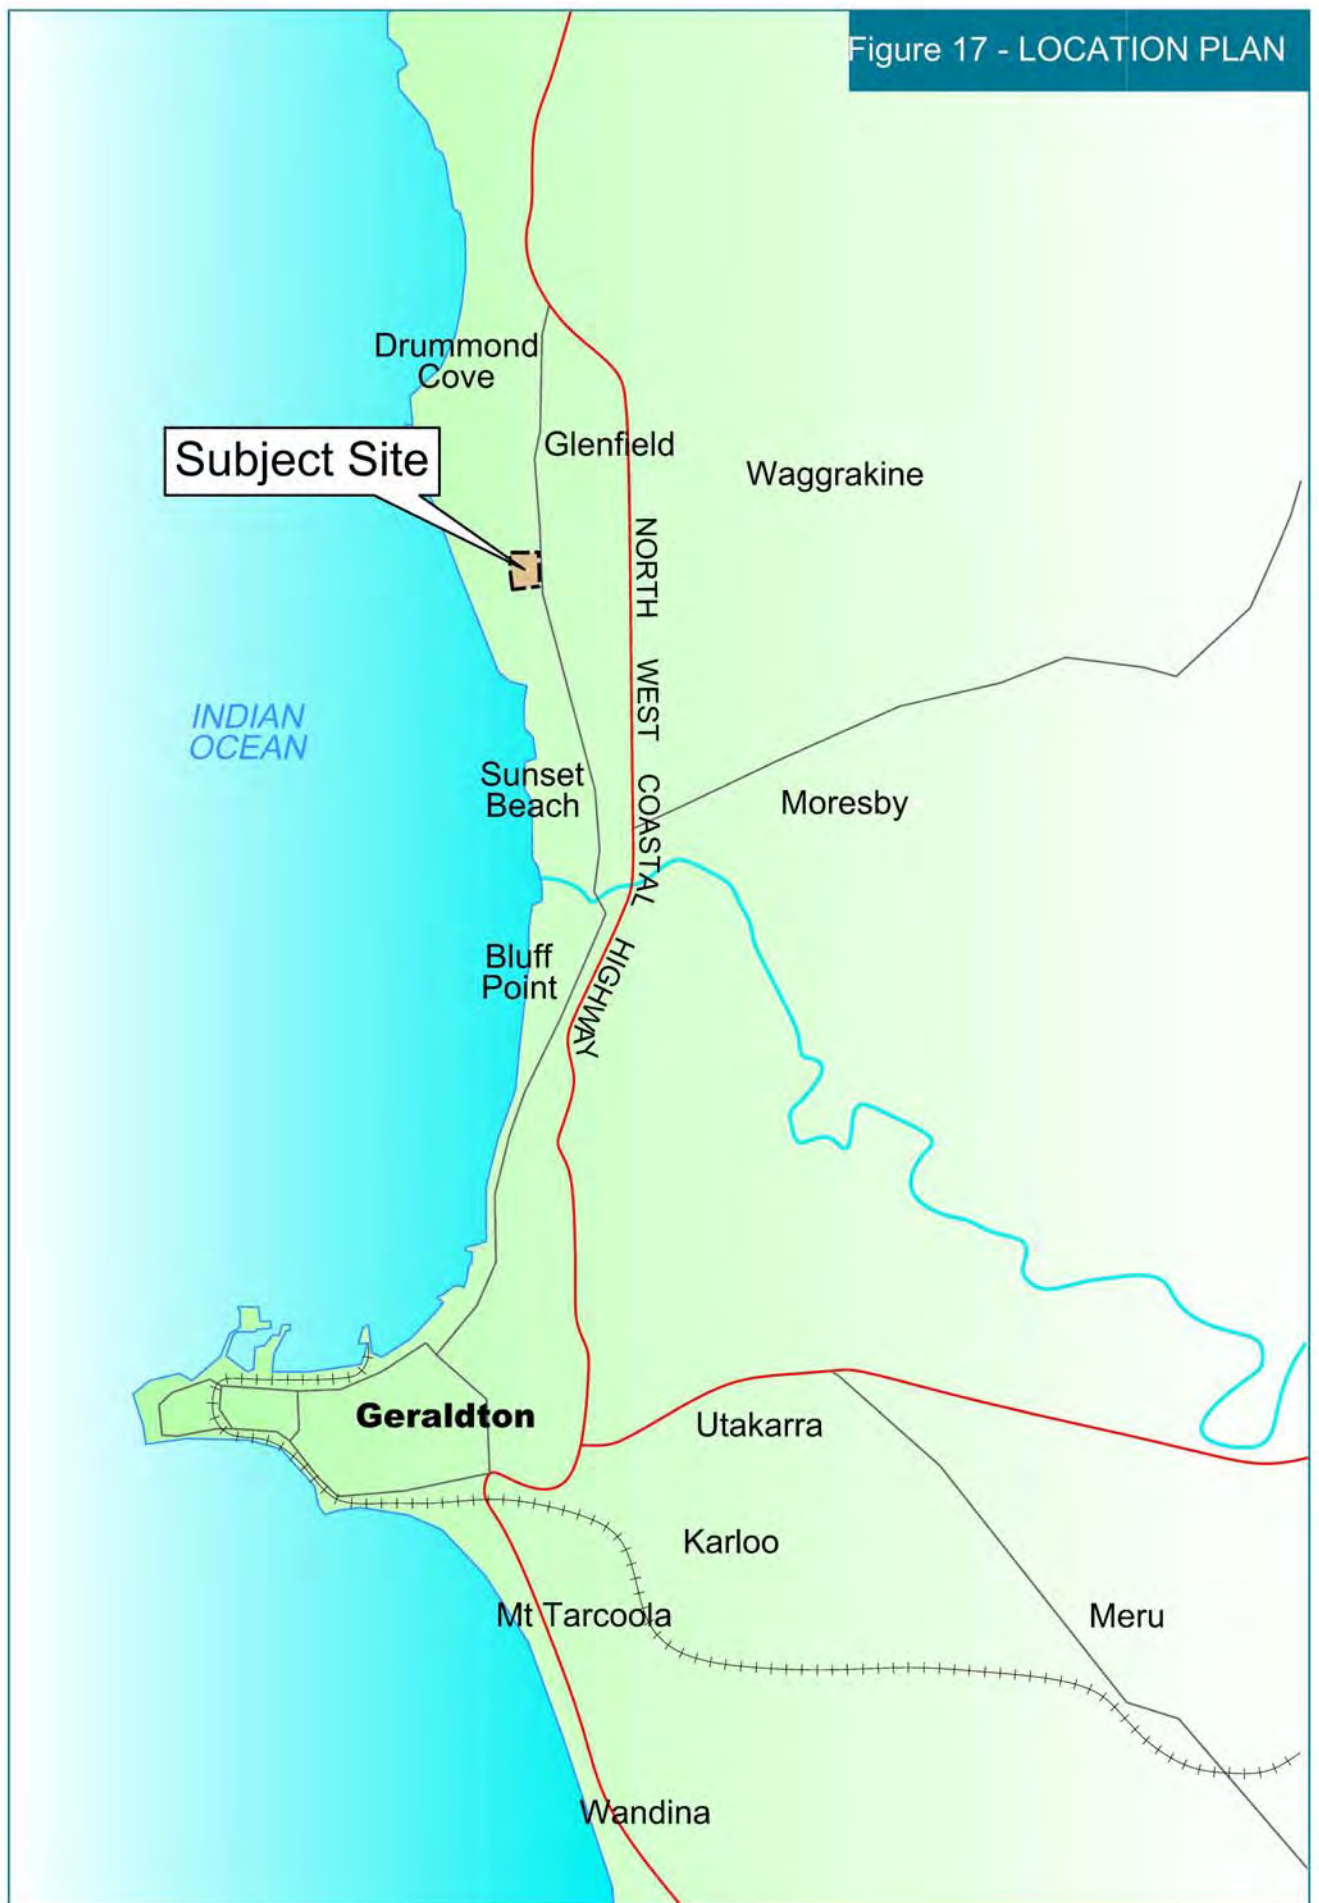 Figure 17 - LOCATION PLAN
Drummond
Cove
Glenfield
Subject Site
Waggrakine
NORTH WEST COASTAL HIGHWAY
INDIAN
OCEAN
Sunset
Beach
Moresby
Bluff
Point
Geraldton
Utakarra
Karloo
Mt Tarcoola
Meru
Wandina